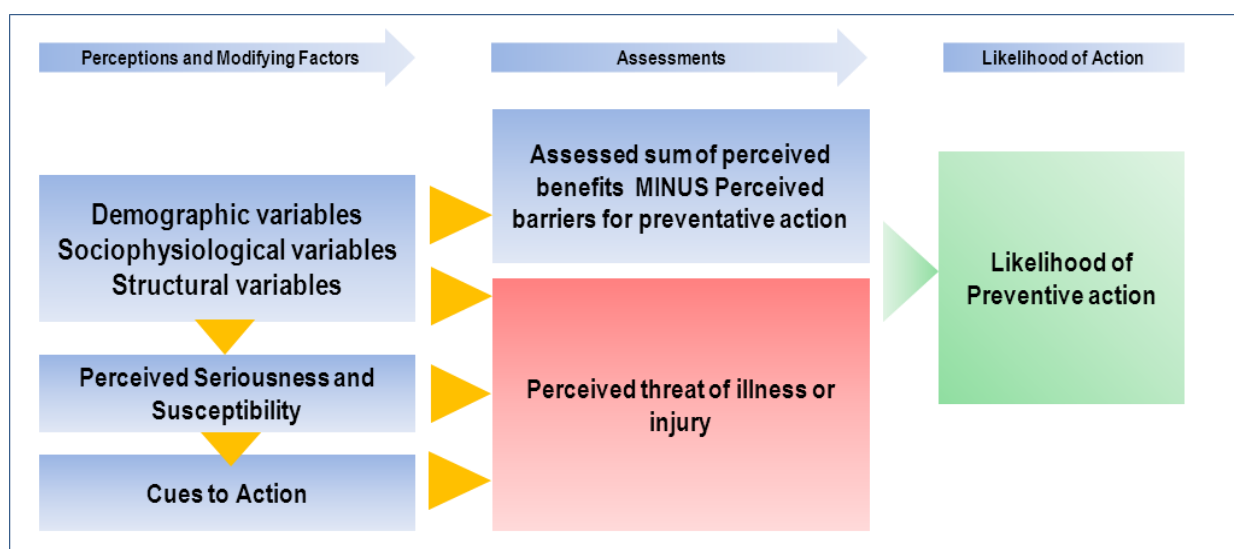 Perceptions and Modifying Factors
Assessments
Likelihood of Action
Demographic variables
Sociophysiological variables
Structural variables
Perceived Seriousness and
Susceptibility
Cues to Action
Assessed sum of perceived
benefits MINUS Perceived
barriers for preventative action
Perceived threat of illness or
injury
Likelihood of
Preventive action